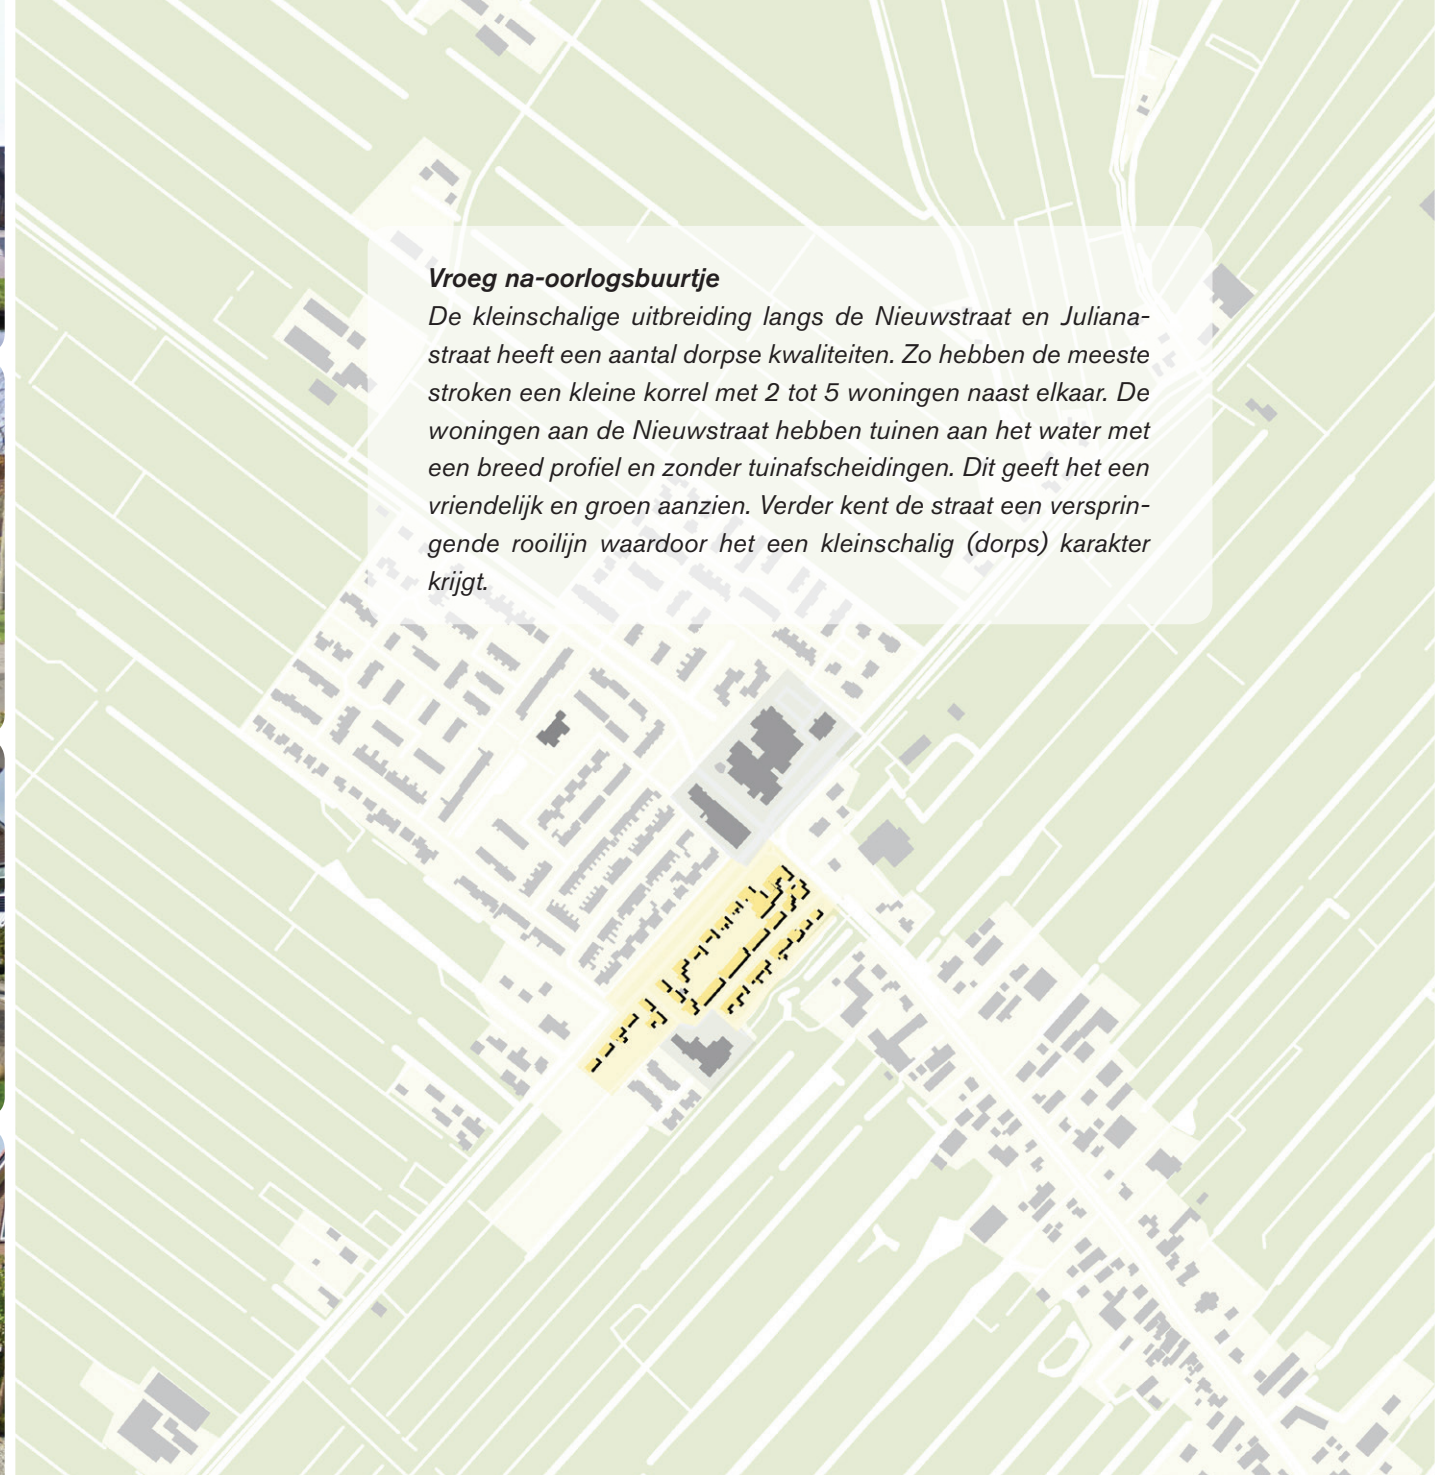 Vroeg na-oorlogsbuurtje
De kleinschalige uitbreiding langs de Nieuwstraat en Juliana-
straat heeft een aantal dorpse kwaliteiten. Zo hebben de meeste
stroken een kleine korrel met 2 tot 5 woningen naast elkaar. De
woningen aan de Nieuwstraat hebben tuinen aan het water met
een breed profiel en zonder tuinafscheidingen. Dit geeft het een
vriendelijk en groen aanzien. Verder kent de straat een versprin-
gende rooilijn waardoor het een kleinschalig (dorps) karakter
krijgt.